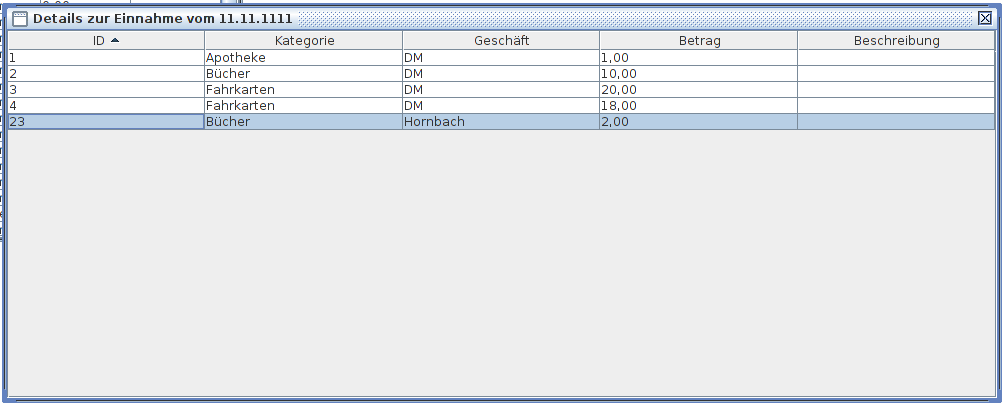 Details zur Einnahme vom 11.11.1111
ID Kategorie Geschäft Betrag Beschreibung
1 Apotheke DM 1,00
2 Bücher DM 10,00
3 Fahrkarten DM 20,00
4 Fahrkarten DM 18,00
23 Bücher Hornbach 2,00